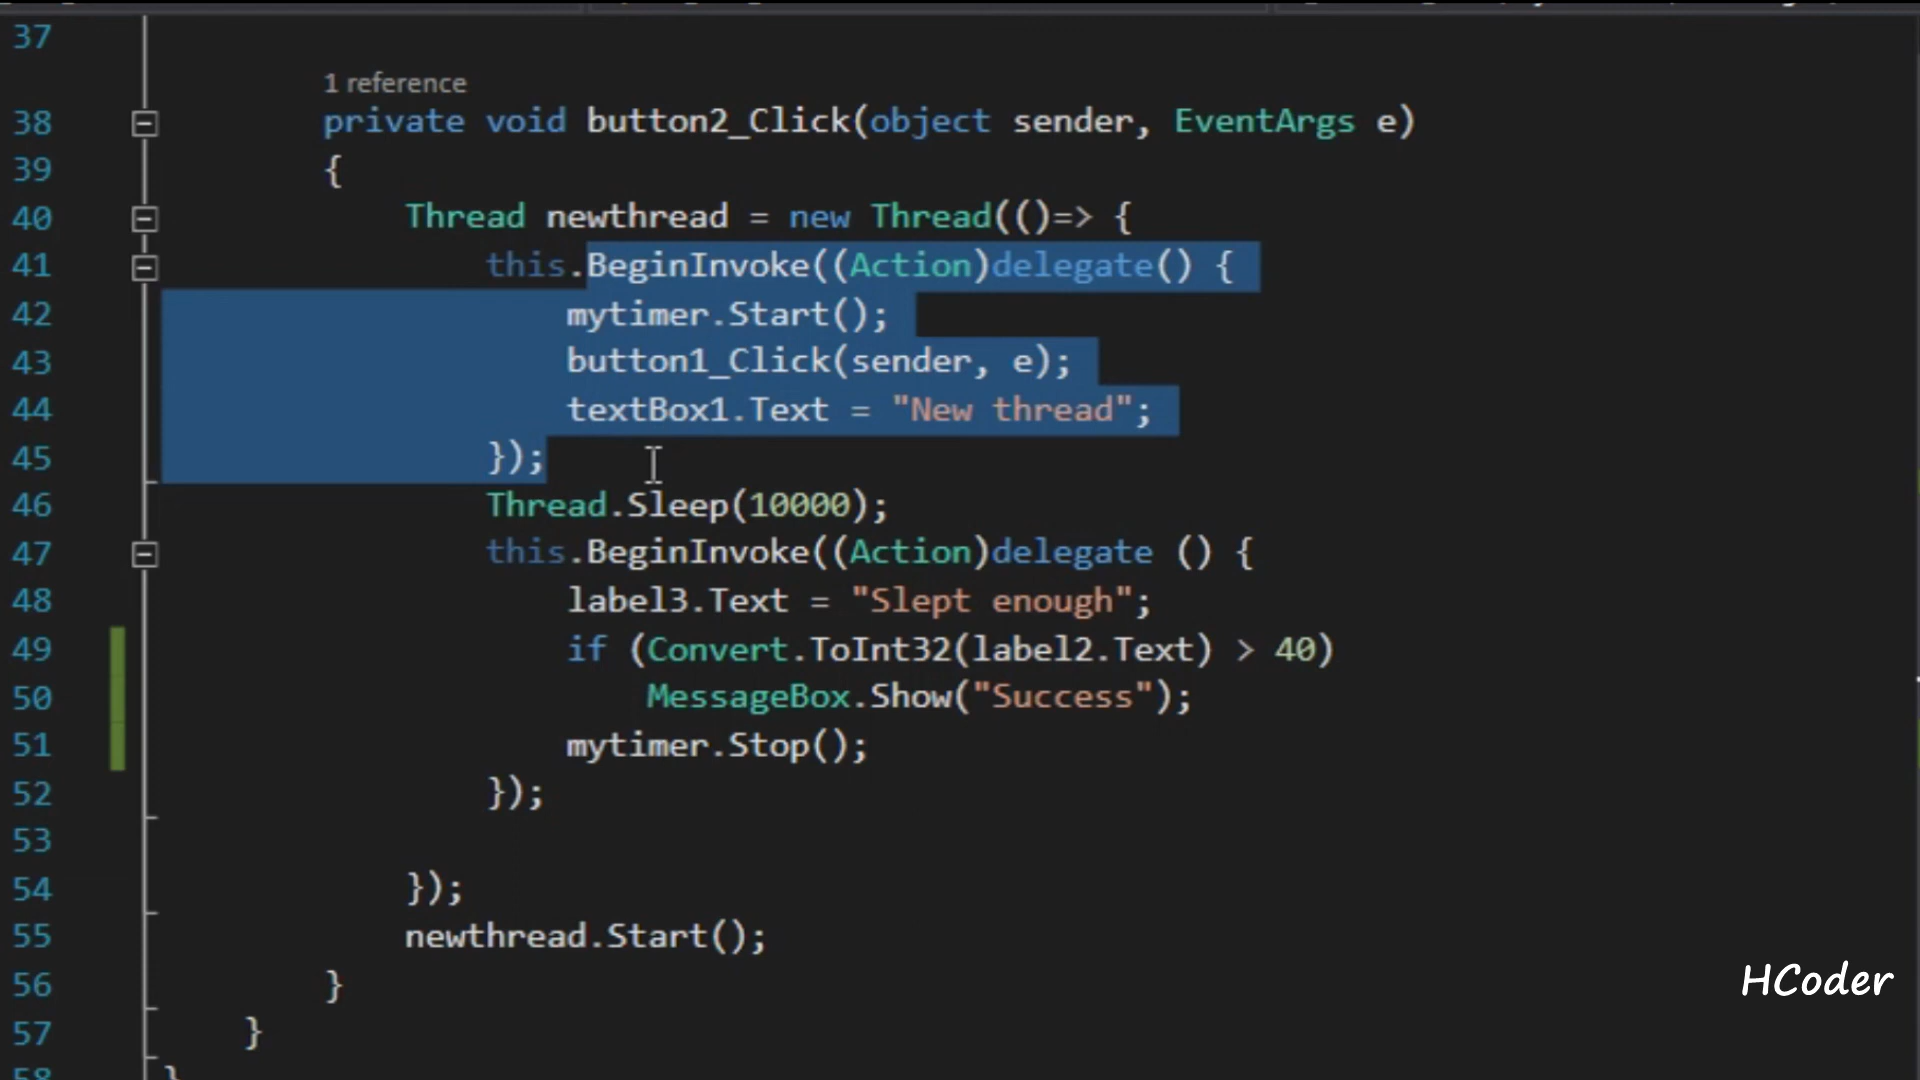 37
1 reference
38 private void button2_Click(object sender, EventArgs e)
39 {
40 Thread newthread = new Thread(()=> {
41 this.BeginInvoke((Action)delegate() {
42 mytimer.Start();
43 button1_Click(sender, e);
44 textBox1.Text = "New thread";
45 });
46 Thread.Sleep(10000);
47 this.BeginInvoke((Action)delegate () {
48 label3.Text = "Slept enough";
49 if (Convert.ToInt32(label2.Text) > 40)
50 MessageBox.Show("Success");
51 mytimer.Stop();
52 });
53
54 });
55 newthread.Start();
56 }
HCoder
57 }
58 }